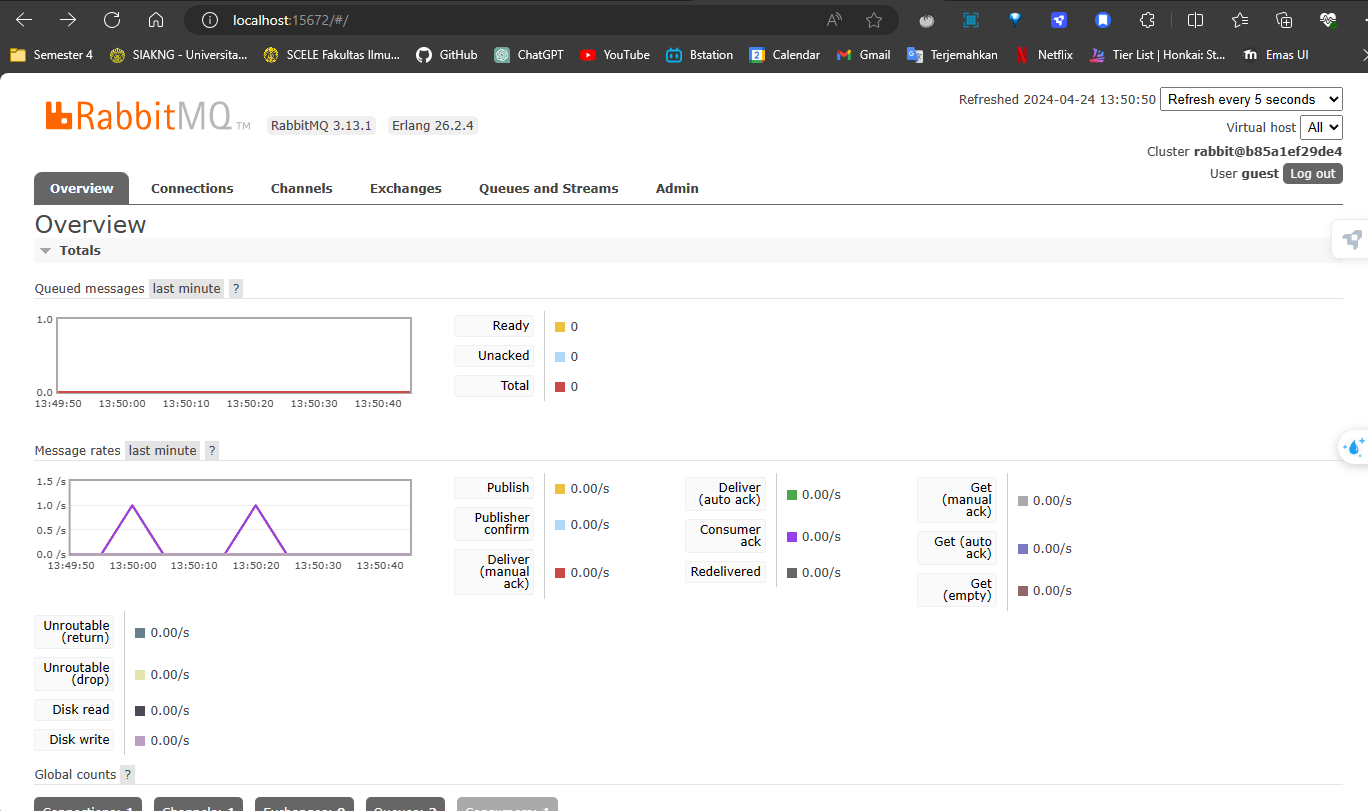 localhost:15672/#/
Semester 4
SIAKNG - Universita...
SCELE Fakultas Ilmu...
GitHub
ChatGPT
YouTube
Bstation
Calendar
Gmail
Terjemahkan
Netflix
Tier List | Honkai: St...
Emas UI
RabbitMQ TM
RabbitMQ 3.13.1
Erlang 26.2.4
Refreshed 2024-04-24 13:50:50
Refresh every 5 seconds
Virtual host
All
Cluster rabbit@b85a1ef29de4
User guest
Log out
Overview
Connections
Channels
Exchanges
Queues and Streams
Admin
Overview
Totals
Queued messages last minute ?
1.0
0.0
13:49:50 13:50:00 13:50:10 13:50:20 13:50:30 13:50:40
Ready 0
Unacked 0
Total 0
Message rates last minute ?
1.5 /s
1.0 /s
0.5 /s
0.0 /s
13:49:50 13:50:00 13:50:10 13:50:20 13:50:30 13:50:40
Publish 0.00/s
Publisher
confirm 0.00/s
Deliver
(manual
ack) 0.00/s
Deliver
(auto ack) 0.00/s
Consumer
ack 0.00/s
Redelivered 0.00/s
Get
(manual
ack) 0.00/s
Get (auto
ack) 0.00/s
Get
(empty) 0.00/s
Unroutable
(return) 0.00/s
Unroutable
(drop) 0.00/s
Disk read 0.00/s
Disk write 0.00/s
Global counts ?
Connections: 1
Channels: 1
Exchanges:
Queues:
Consumers: 1